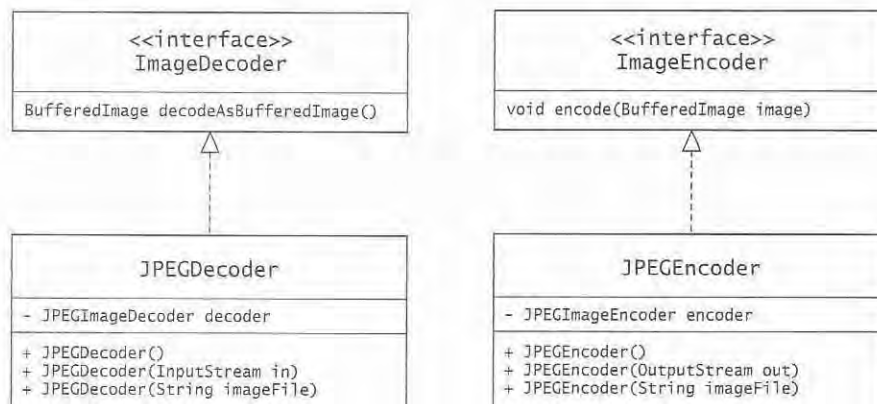 <<interface>>
ImageDecoder
BufferedImage decodeAsBufferedImage()
JPEGDecoder
- JPEGImageDecoder decoder
+ JPEGDecoder()
+ JPEGDecoder(InputStream in)
+ JPEGDecoder(String imageFile)
<<interface>>
ImageEncoder
void encode(BufferedImage image)
JPEGEncoder
- JPEGImageEncoder encoder
+ JPEGEncoder()
+ JPEGEncoder(OutputStream out)
+ JPEGEncoder(String imageFile)